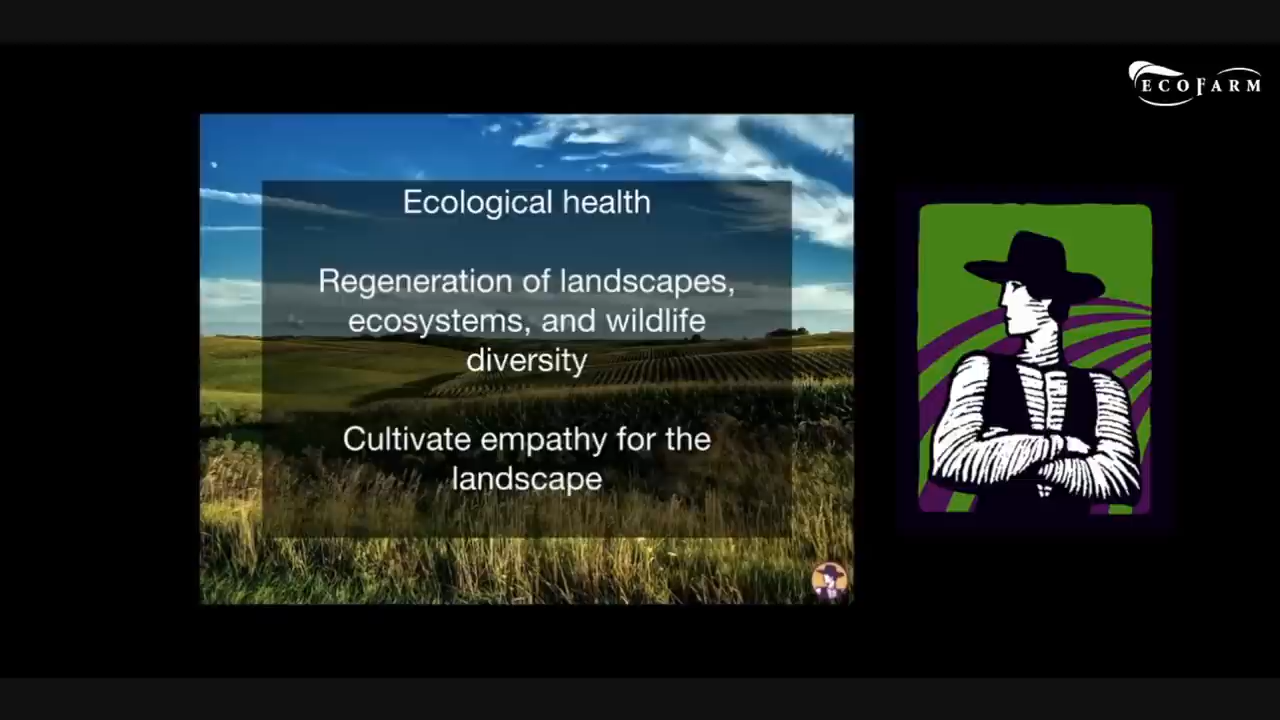 ECOFARM
Ecological health
Regeneration of landscapes,
ecosystems, and wildlife
diversity
Cultivate empathy for the
landscape